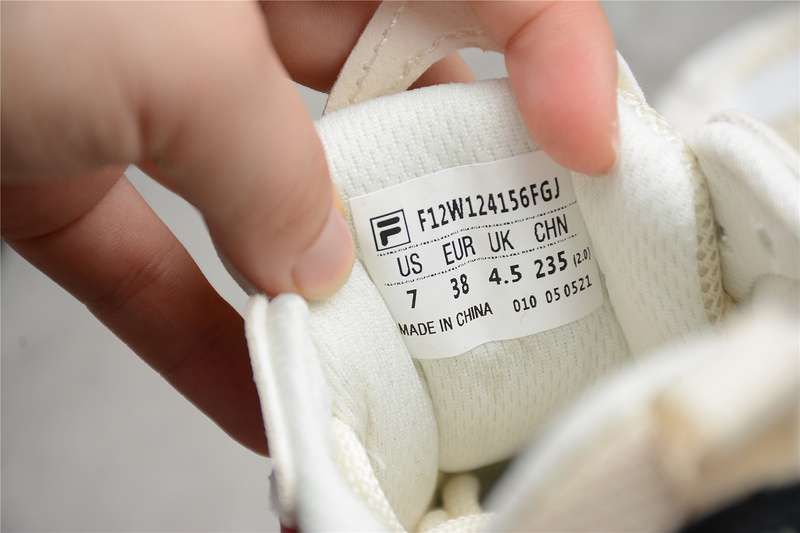 F F12W124156FGJ
US EUR UK CHN
7 38 4.5 235 (2.0)
MADE IN CHINA 010 05 0521